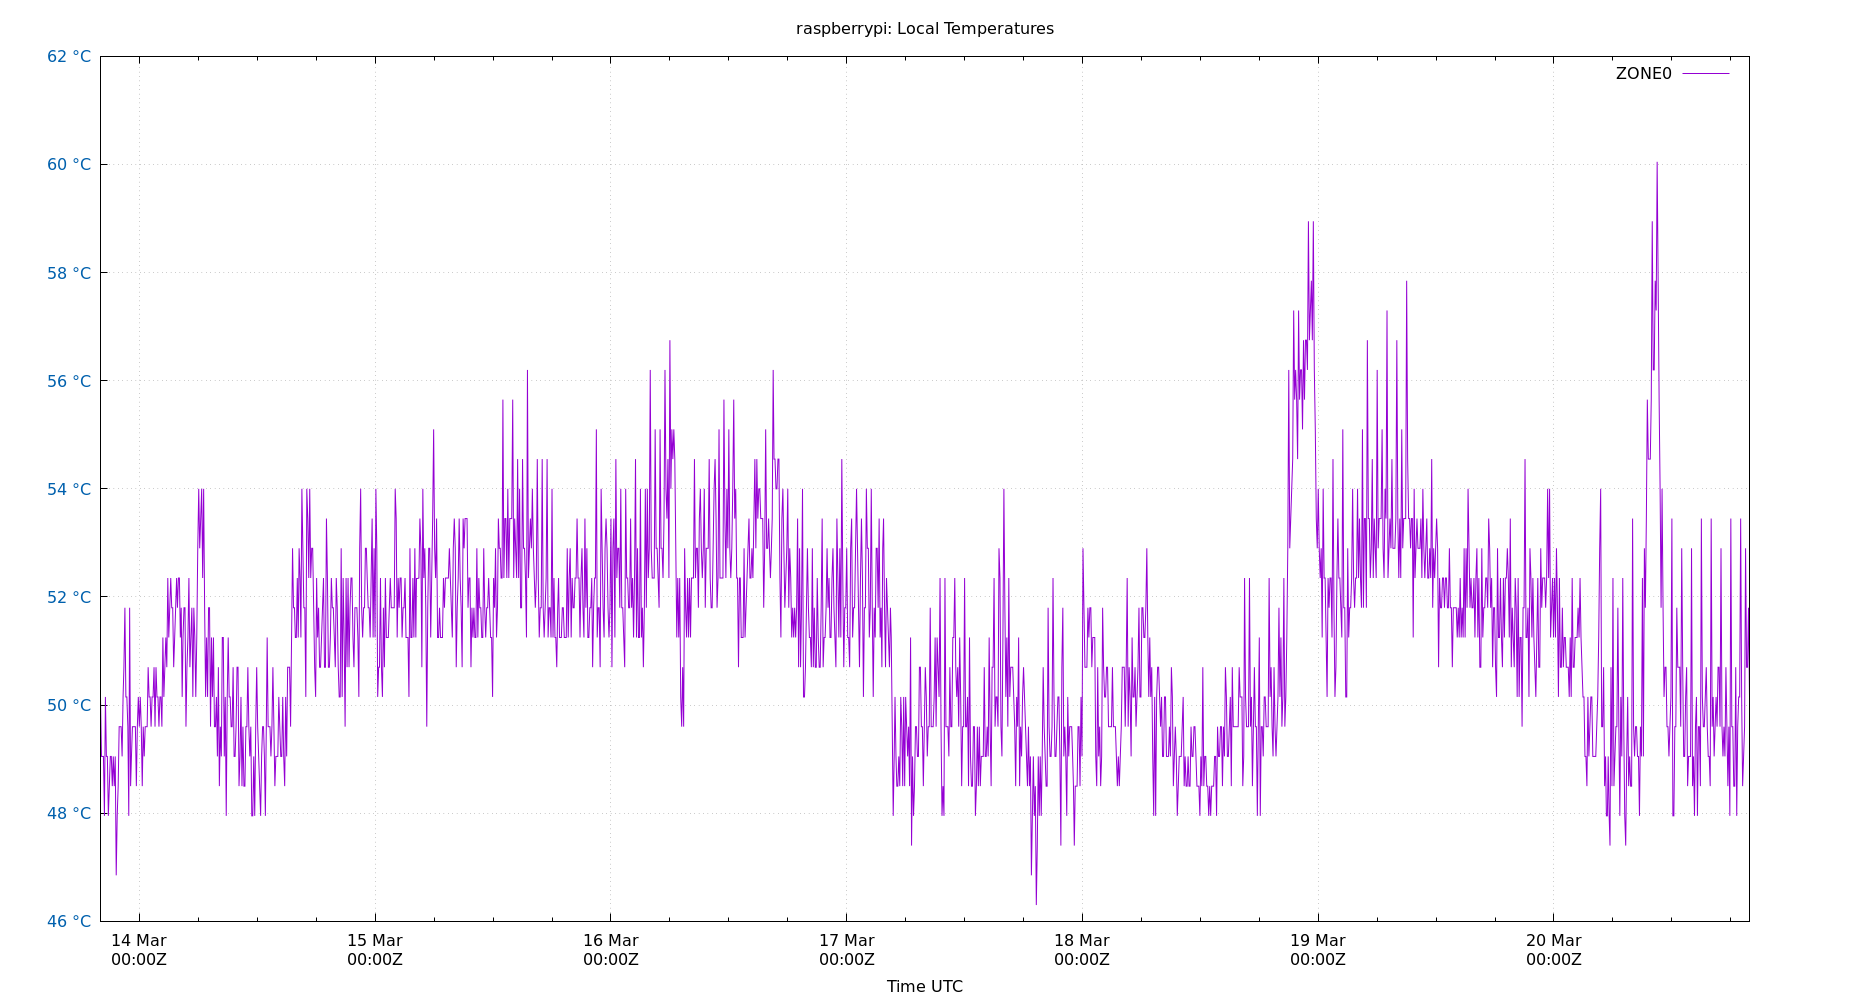 raspberrypi: Local Temperatures
62 °C
ZONE0
60 °C
58 °C
56 °C
54 °C
52 °C
50 °C
48 °C
46 °C
14 Mar 15 Mar 16 Mar 17 Mar 18 Mar 19 Mar 20 Mar
00:00Z 00:00Z 00:00Z 00:00Z 00:00Z 00:00Z 00:00Z
Time UTC